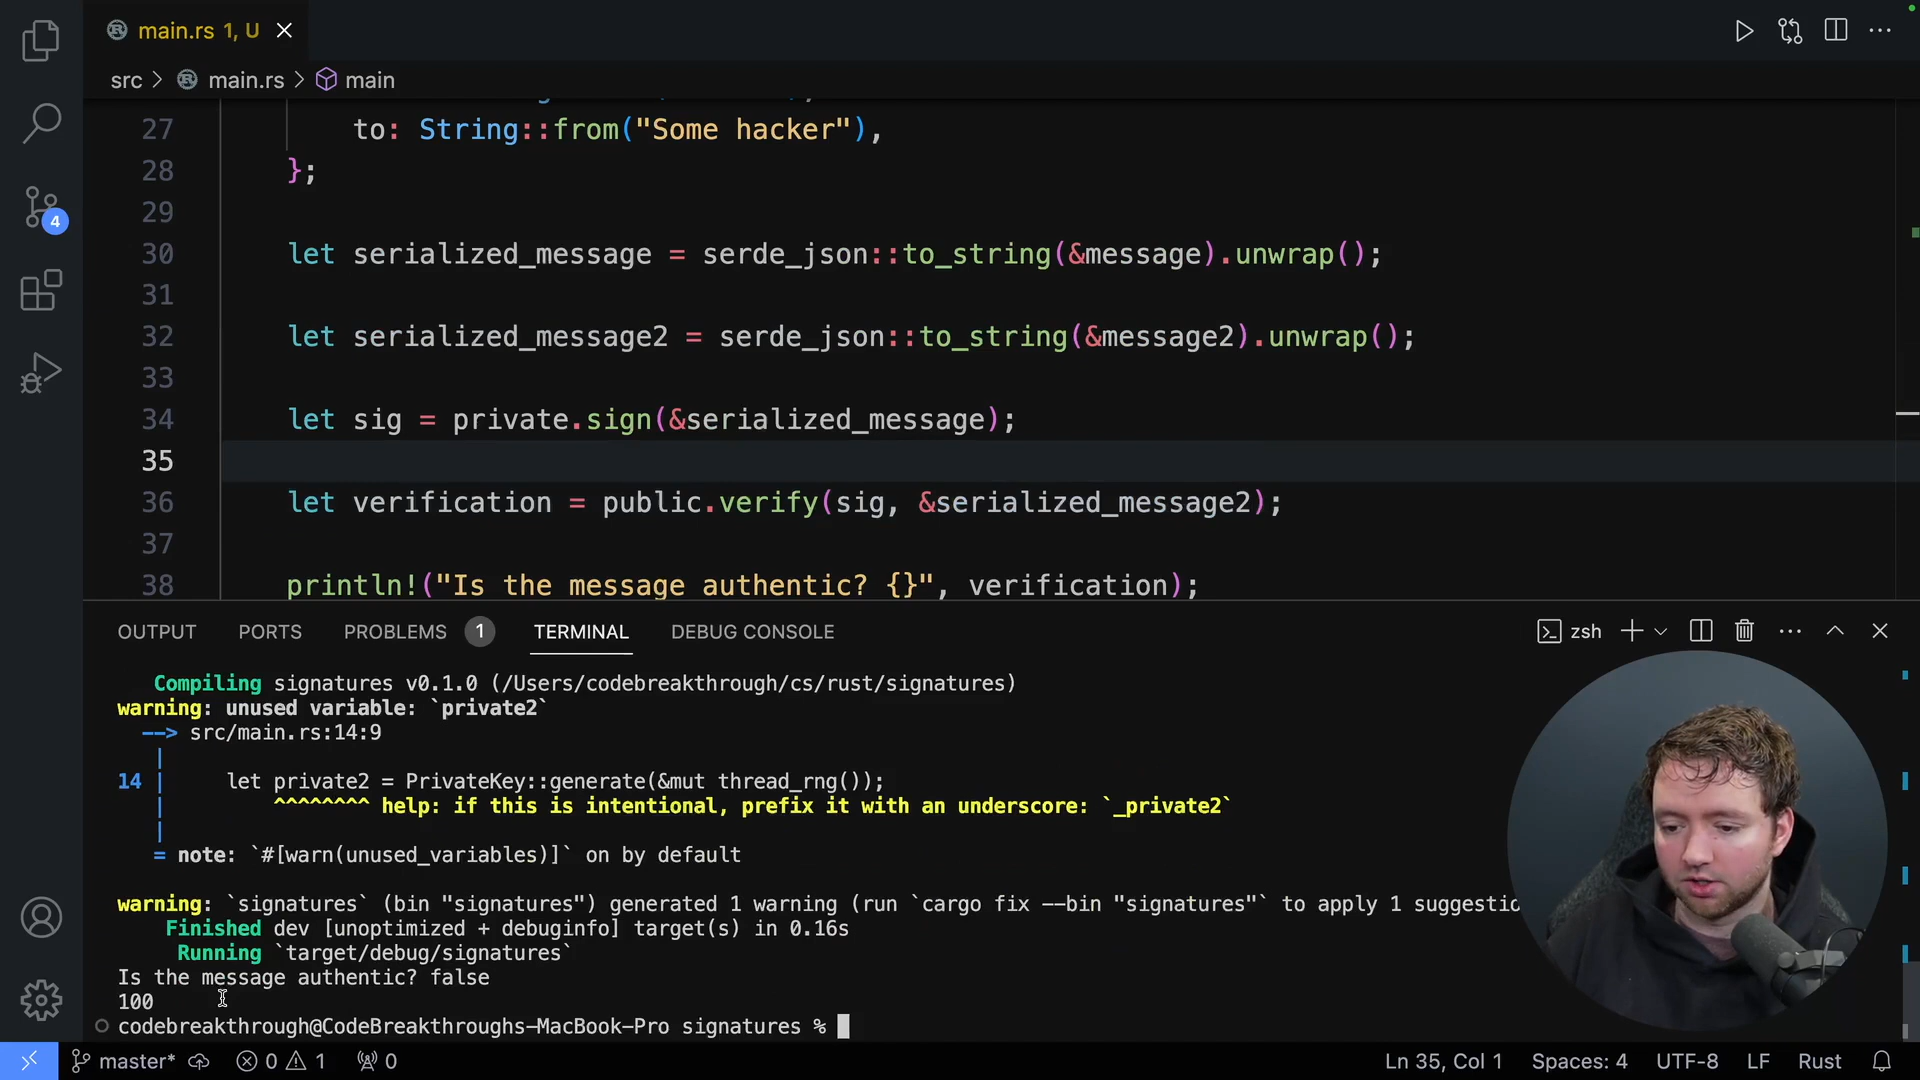 main.rs 1, U
src > main.rs > main
27 to: String::from("Some hacker"),
28 };
29
30 let serialized_message = serde_json::to_string(&message).unwrap();
31
32 let serialized_message2 = serde_json::to_string(&message2).unwrap();
33
34 let sig = private.sign(&serialized_message);
35
36 let verification = public.verify(sig, &serialized_message2);
37
38 println!("Is the message authentic? {}", verification);
4
OUTPUT PORTS PROBLEMS 1 TERMINAL DEBUG CONSOLE zsh
Compiling signatures v0.1.0 (/Users/codebreakthrough/cs/rust/signatures)
warning: unused variable: `private2`
--> src/main.rs:14:9
|
14 | let private2 = PrivateKey::generate(&mut thread_rng());
| ^^^^^^^^ help: if this is intentional, prefix it with an underscore: `_private2`
|
= note: `#[warn(unused_variables)]` on by default
warning: `signatures` (bin "signatures") generated 1 warning (run `cargo fix --bin "signatures"` to apply 1 suggestio
Finished dev [unoptimized + debuginfo] target(s) in 0.16s
Running `target/debug/signatures`
Is the message authentic? false
100
codebreakthrough@CodeBreakthroughs-MacBook-Pro signatures %
master* 0 1 0 Ln 35, Col 1 Spaces: 4 UTF-8 LF Rust